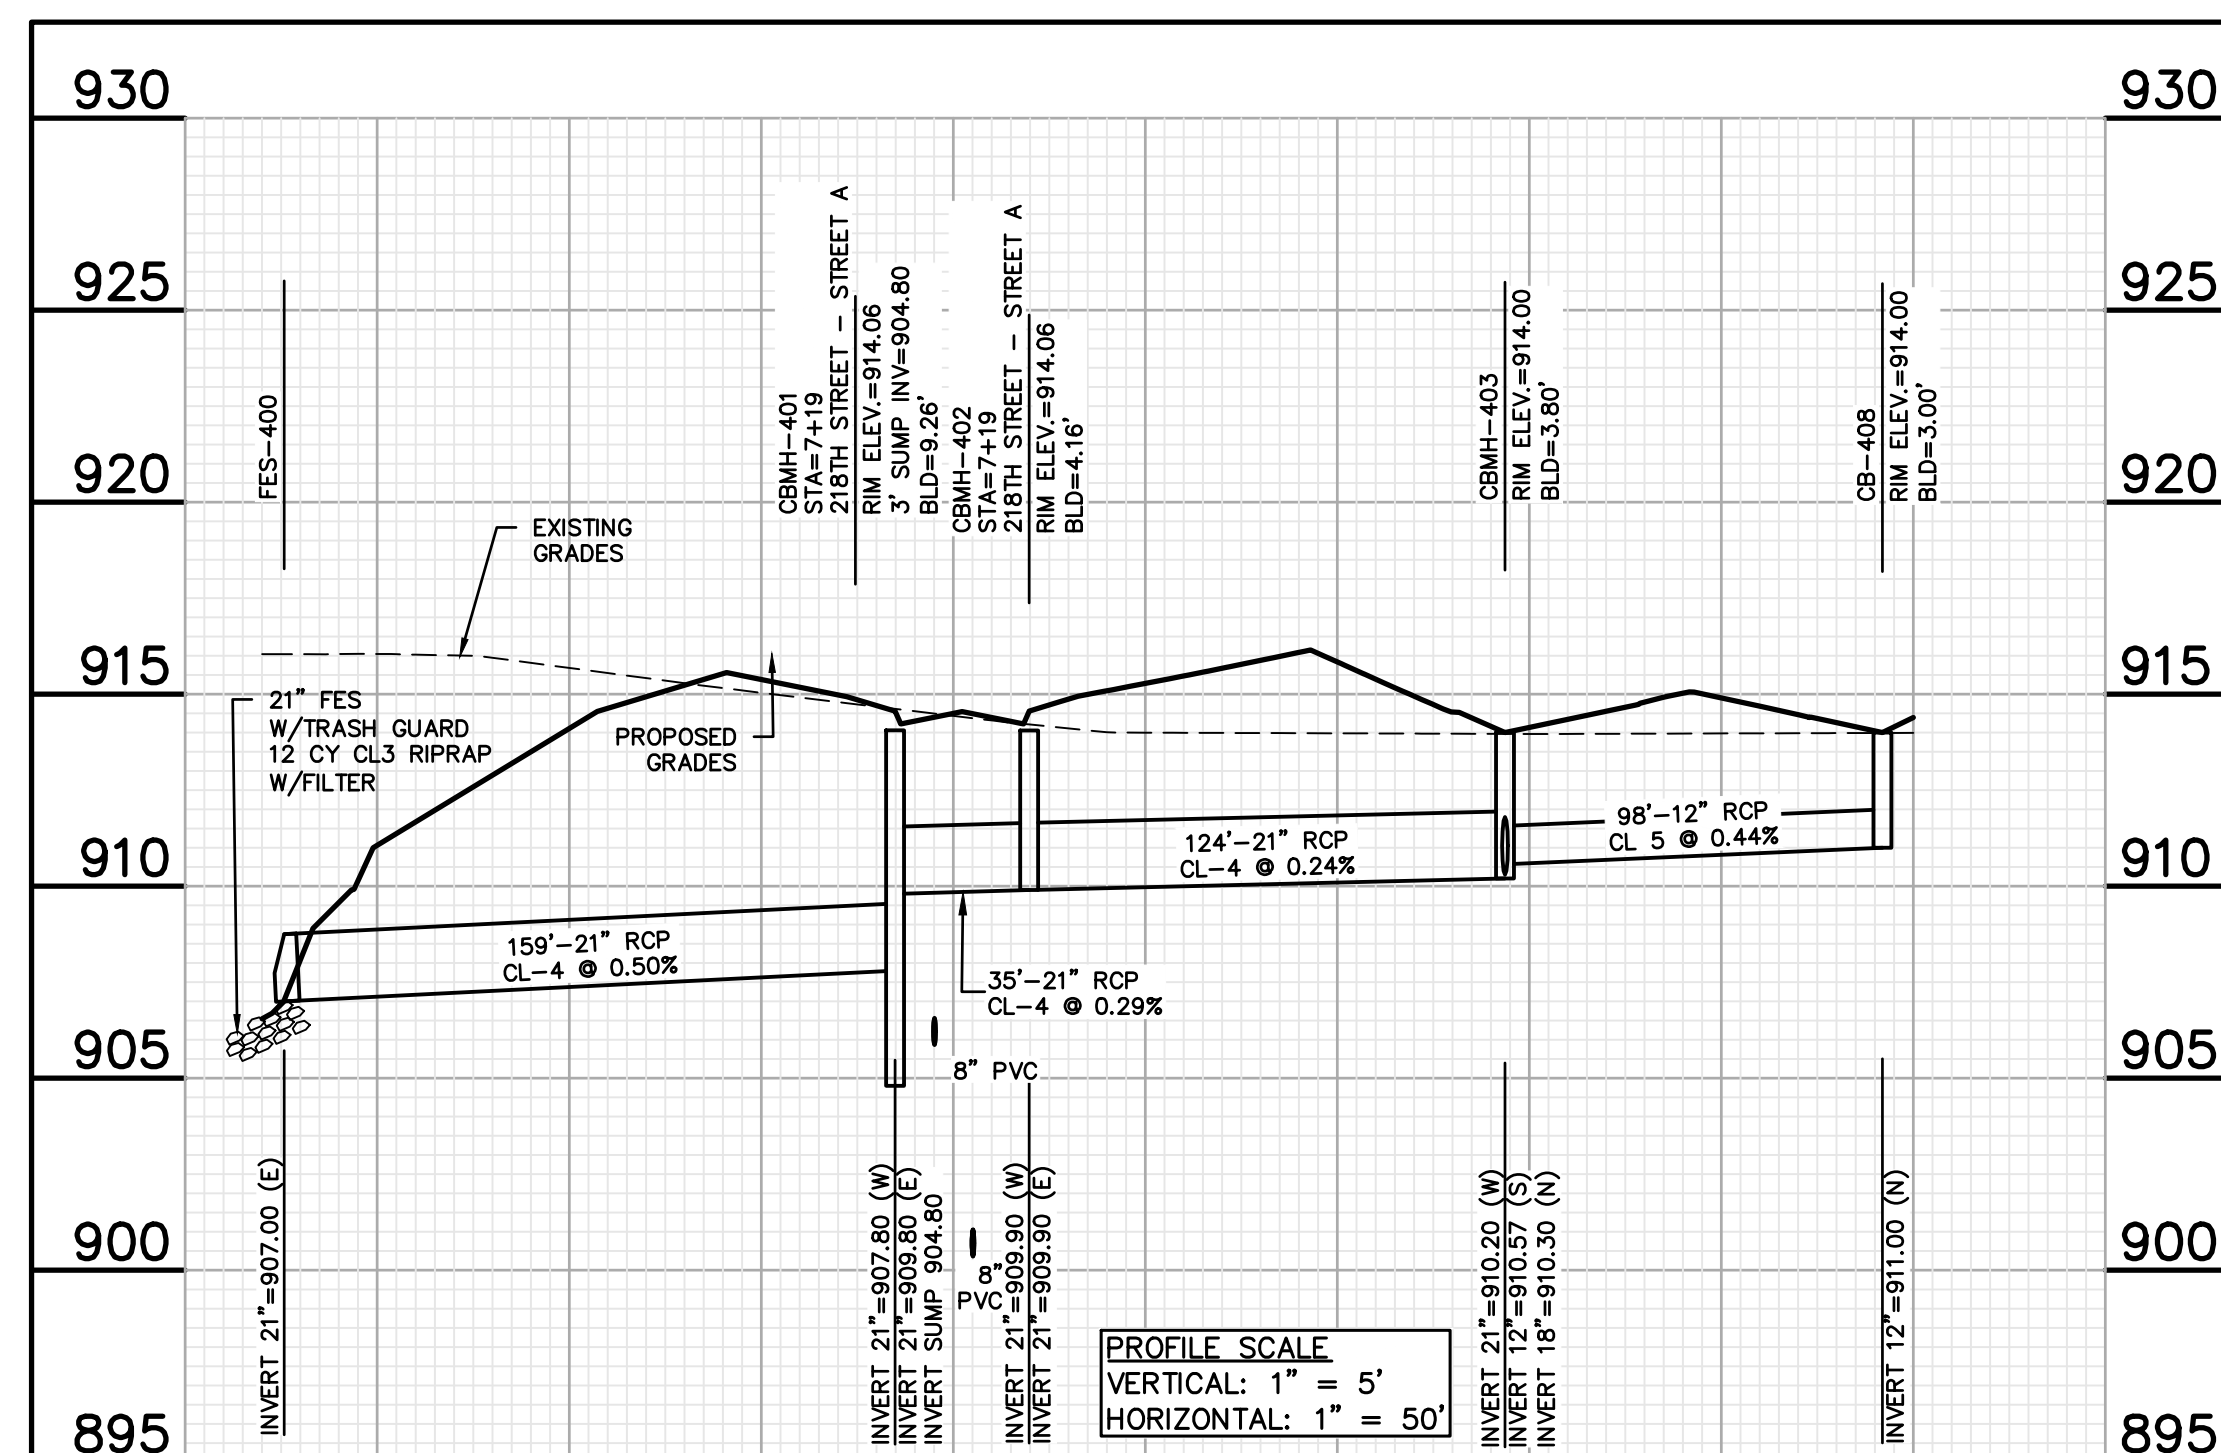 930
930
925
925
920
920
915
915
910
910
905
905
900
900
895
895
FES-400
CBMH-401
STA=7+19
218TH STREET - STREET A
RIM ELEV.=914.06
3' SUMP INV=904.80
BLD=9.26'
CBMH-402
STA=7+19
218TH STREET - STREET A
RIM ELEV.=914.06
BLD=4.16'
CBMH-403
RIM ELEV.=914.00
BLD=3.80'
CB-408
RIM ELEV.=914.00
BLD=3.00'
EXISTING
GRADES
21" FES
W/TRASH GUARD
12 CY CL3 RIPRAP
W/FILTER
PROPOSED
GRADES
159'-21" RCP
CL-4 @ 0.50%
124'-21" RCP
CL-4 @ 0.24%
98'-12" RCP
CL 5 @ 0.44%
35'-21" RCP
CL-4 @ 0.29%
8" PVC
8"
PVC
INVERT 21"=907.00 (E)
INVERT 21"=907.80 (W)
INVERT 21"=909.80 (E)
INVERT SUMP 904.80
INVERT 21"=909.90 (W)
INVERT 21"=909.90 (E)
INVERT 21"=910.20 (W)
INVERT 12"=910.57 (S)
INVERT 18"=910.30 (N)
INVERT 12"=911.00 (N)
PROFILE SCALE
VERTICAL: 1" = 5'
HORIZONTAL: 1" = 50'